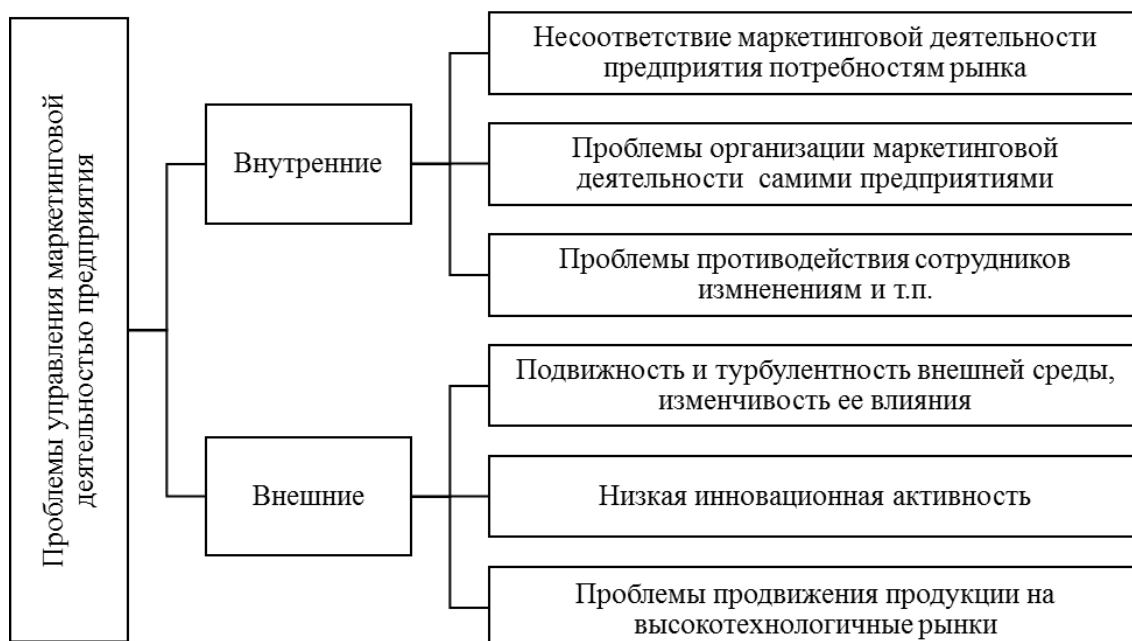 Проблемы управления маркетинговой
деятельностью предприятия
Внутренние
Несоответствие маркетинговой деятельности
предприятия потребностям рынка
Проблемы организации маркетинговой
деятельности самими предприятиями
Проблемы противодействия сотрудников
измненениям и т.п.
Внешние
Подвижность и турбулентность внешней среды,
изменчивость ее влияния
Низкая инновационная активность
Проблемы продвижения продукции на
высокотехнологичные рынки